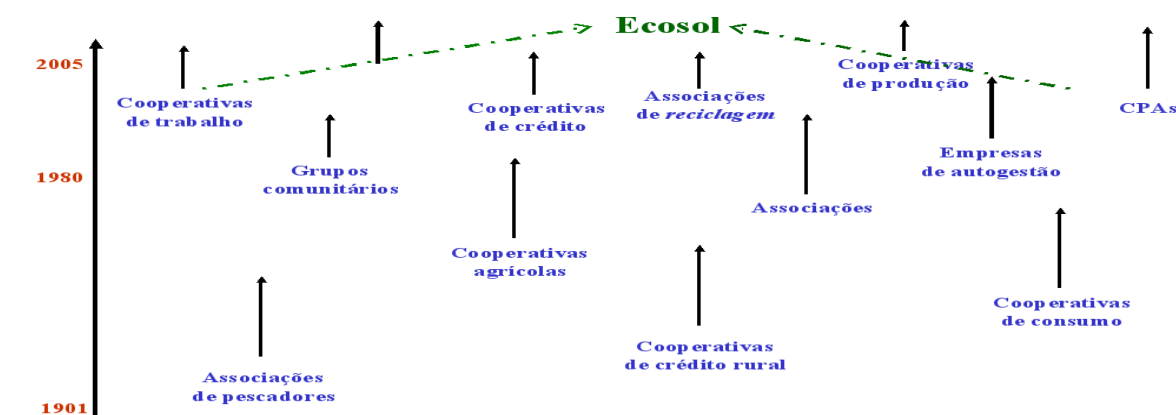 Ecosol
2005
Cooperativas
de produção
Cooperativas
de trabalho
Cooperativas
de crédito
Associações
de reciclagem
CPAs
Grupos
comunitários
Empresas
de autogestão
1980
Associações
Cooperativas
agrícolas
Cooperativas
de consumo
Cooperativas
de crédito rural
Associações
de pescadores
1901